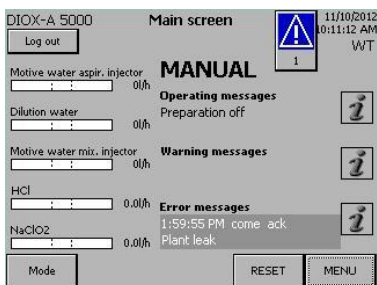 DIOX-A 5000 Main screen 11/10/2012
Log out 10:11:12 AM
WT
1
MANUAL
Motive water aspir. injector
0l/h
Operating messages
Preparation off
Dilution water
0l/h
Motive water mix. injector
0l/h
Warning messages
HCl
0.0l/h
Error messages
1:59:55 PM come ack
Plant leak
NaClO2
0.0l/h
Mode RESET MENU